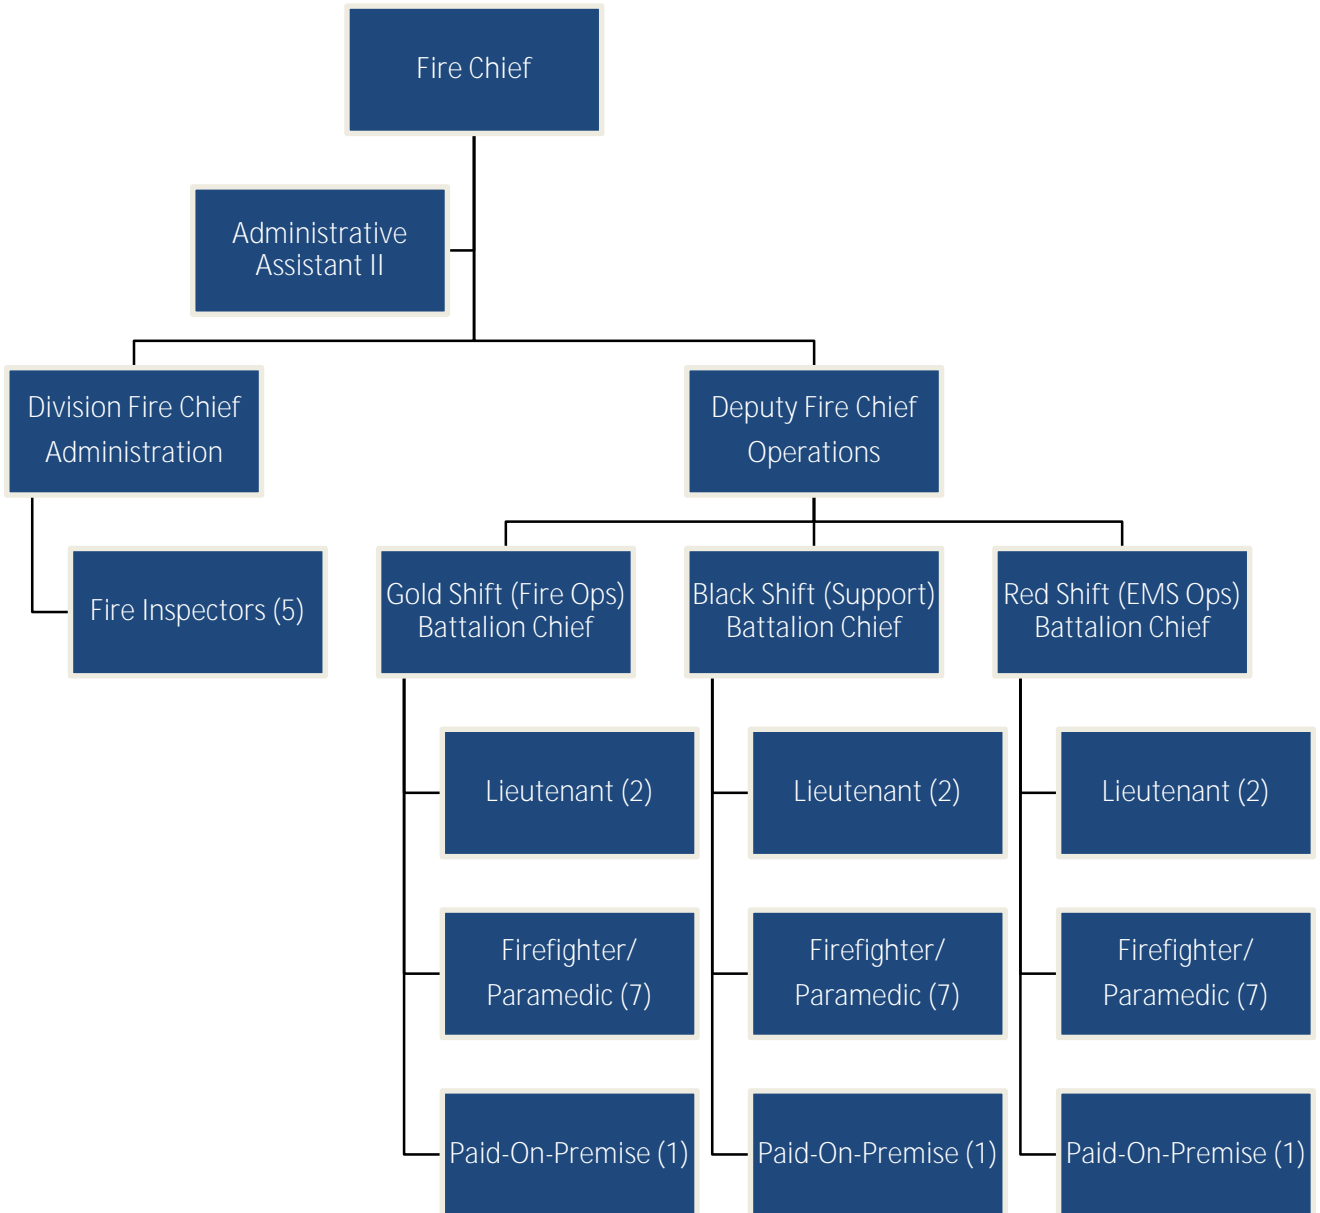 Fire Chief
Administrative
Assistant II
Division Fire Chief
Administration
Deputy Fire Chief
Operations
Fire Inspectors (5)
Gold Shift (Fire Ops)
Battalion Chief
Black Shift (Support)
Battalion Chief
Red Shift (EMS Ops)
Battalion Chief
Lieutenant (2)
Lieutenant (2)
Lieutenant (2)
Firefighter/
Paramedic (7)
Firefighter/
Paramedic (7)
Firefighter/
Paramedic (7)
Paid-On-Premise (1)
Paid-On-Premise (1)
Paid-On-Premise (1)